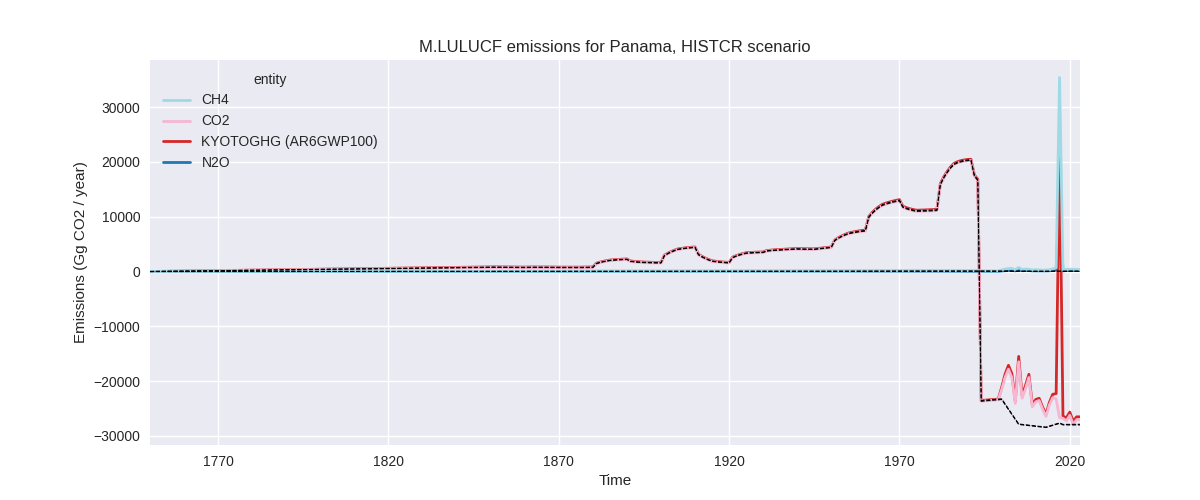 M.LULUCF emissions for Panama, HISTCR scenario
entity
CH4
CO2
KYOTOGHG (AR6GWP100)
N2O
Emissions (Gg CO2 / year)
30000
20000
10000
0
−10000
−20000
−30000
1770
1820
1870
1920
1970
2020
Time